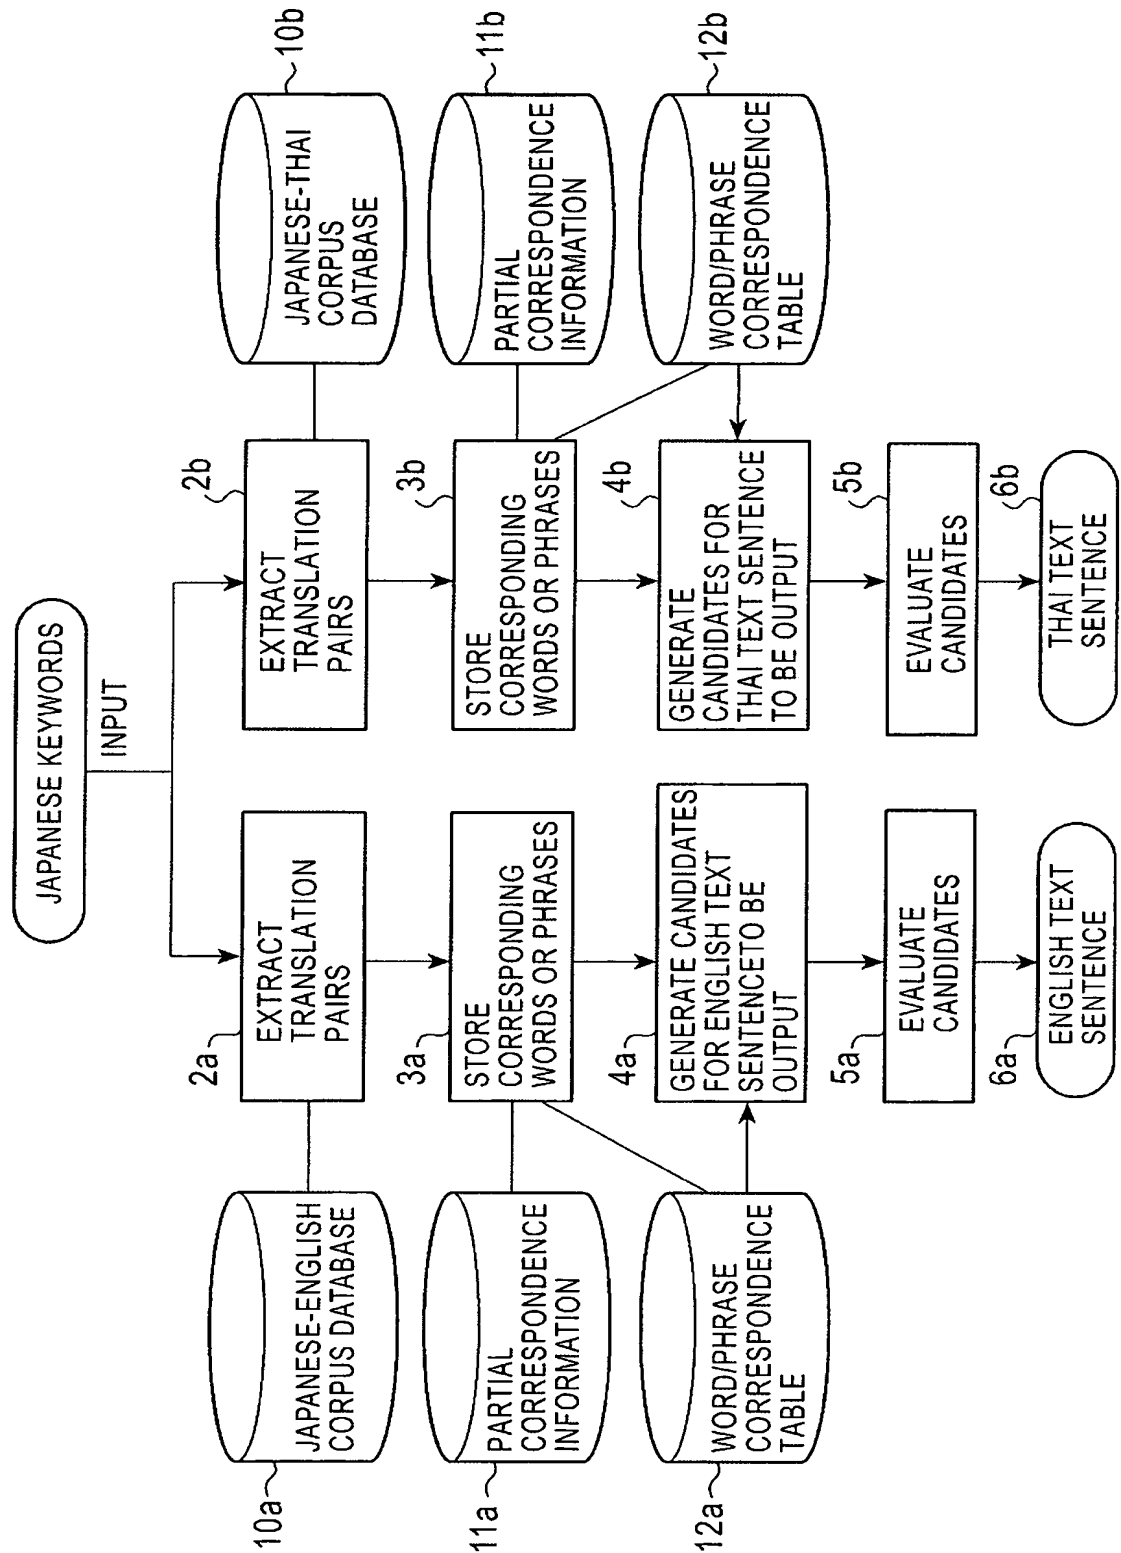 JAPANESE KEYWORDS
INPUT
10a
JAPANESE-ENGLISH
CORPUS DATABASE
2a
EXTRACT
TRANSLATION
PAIRS
2b
EXTRACT
TRANSLATION
PAIRS
10b
JAPANESE-THAI
CORPUS
DATABASE
11a
PARTIAL
CORRESPONDENCE
INFORMATION
3a
STORE
CORRESPONDING
WORDS OR PHRASES
3b
STORE
CORRESPONDING
WORDS OR PHRASES
11b
PARTIAL
CORRESPONDENCE
INFORMATION
12a
WORD/PHRASE
CORRESPONDENCE
TABLE
4a
GENERATE CANDIDATES
FOR ENGLISH TEXT
SENTENCETO BE
OUTPUT
4b
GENERATE
CANDIDATES FOR
THAI TEXT SENTENCE
TO BE OUTPUT
12b
WORD/PHRASE
CORRESPONDENCE
TABLE
5a
EVALUATE
CANDIDATES
5b
EVALUATE
CANDIDATES
6a
ENGLISH TEXT
SENTENCE
6b
THAI TEXT
SENTENCE